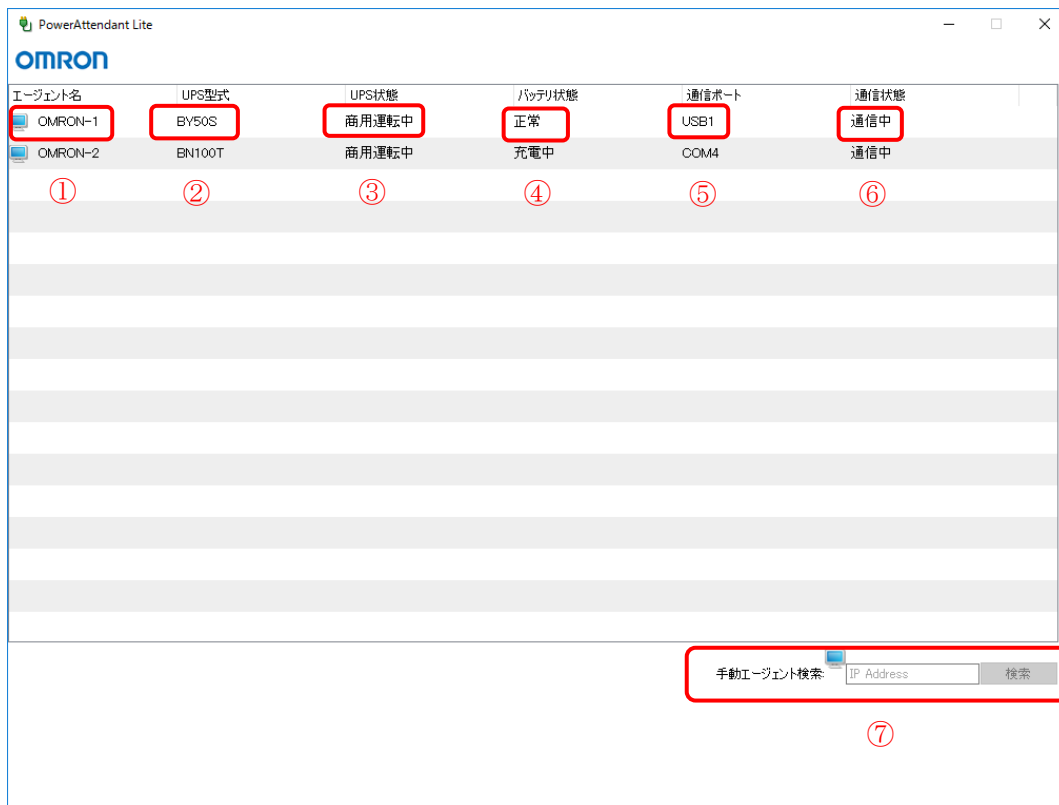 PowerAttendant Lite
OMRON
エージェント名 UPS型式 UPS状態 バッテリ状態 通信ポート 通信状態
OMRON-1 BY50S 商用運転中 正常 USB1 通信中
OMRON-2 BN100T 商用運転中 充電中 COM4 通信中
① ② ③ ④ ⑤ ⑥
手動エージェント検索: IP Address 検索
⑦